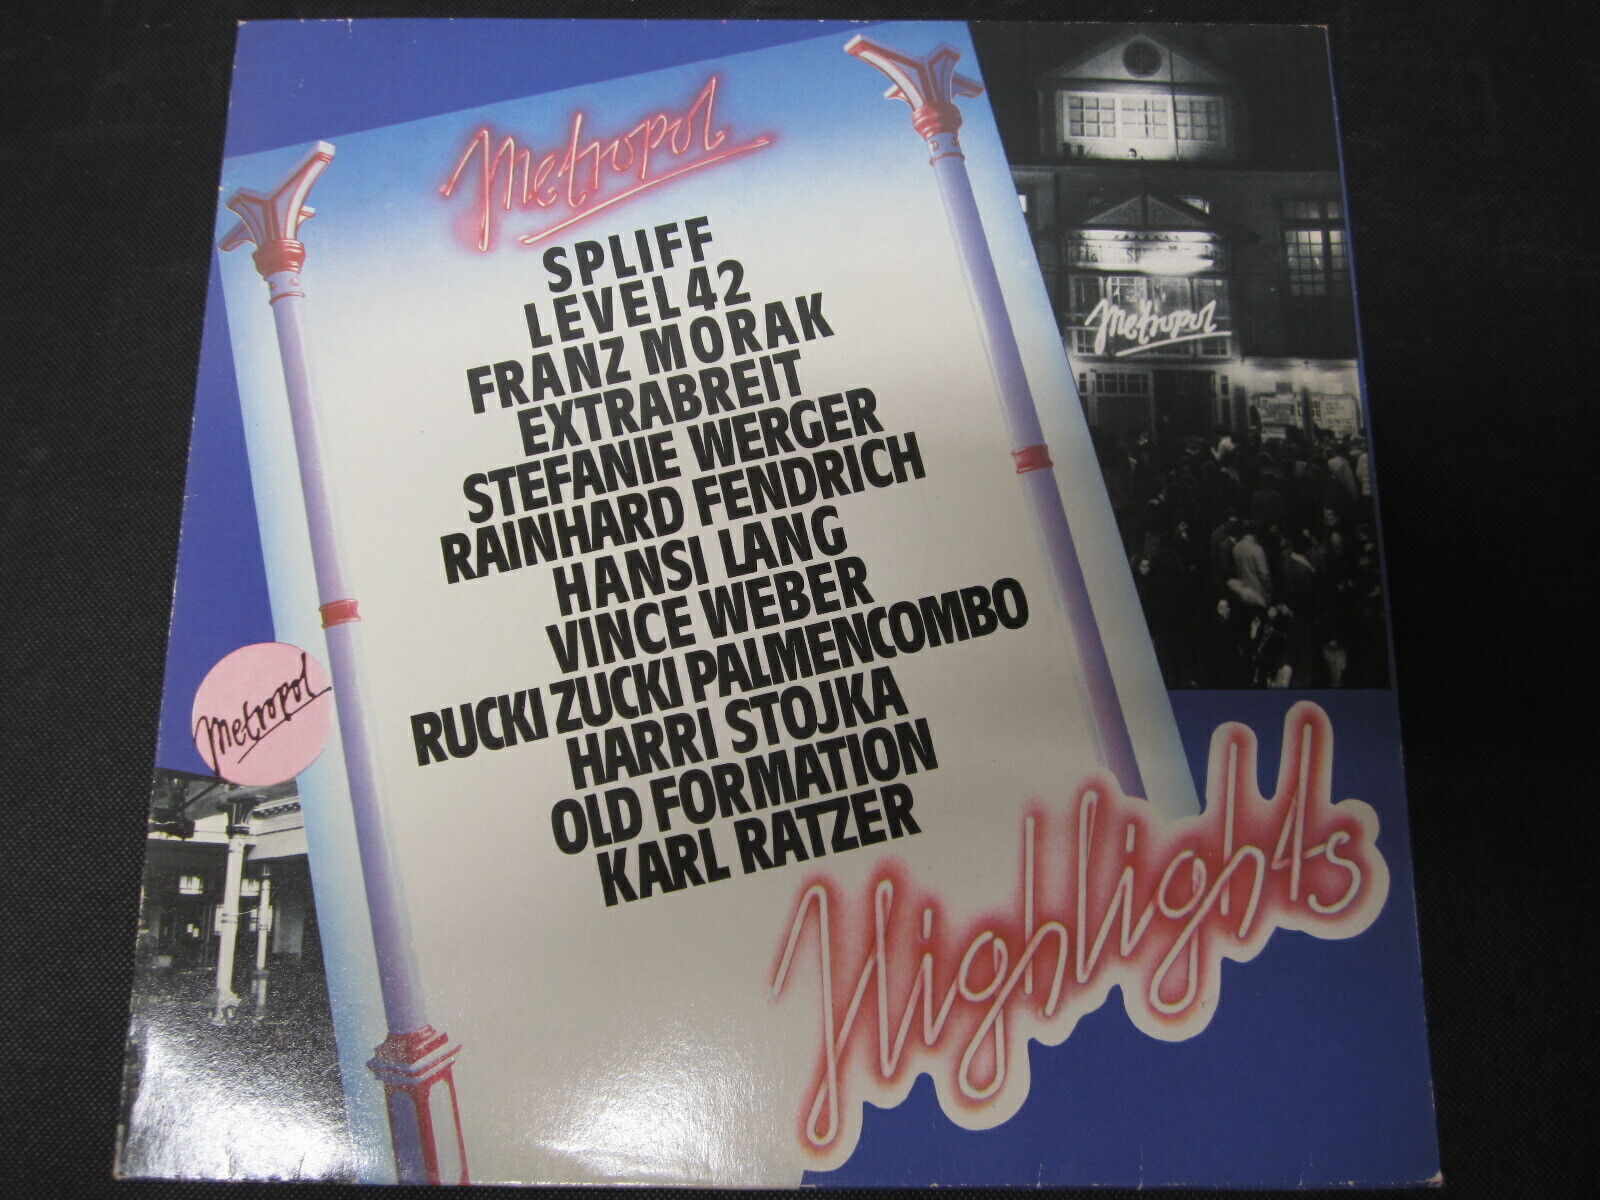 Metropol
SPLIFF
LEVEL 42
FRANZ MORAK
EXTRABREIT
STEFANIE WERGER
RAINHARD FENDRICH
HANSI LANG
VINCE WEBER
RUCKI ZUCKI PALMENCOMBO
HARRI STOJKA
OLD FORMATION
KARL RATZER
Metropol
Metropol
Highlights